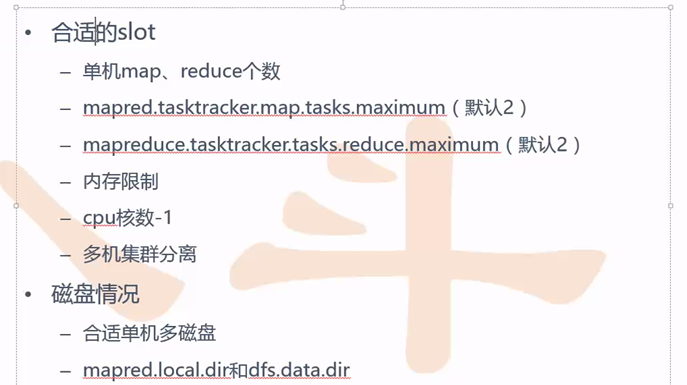 • 合适的slot
– 单机map、reduce个数
– mapred.tasktracker.map.tasks.maximum（默认2）
– mapreduce.tasktracker.tasks.reduce.maximum（默认2）
– 内存限制
– cpu核数-1
– 多机集群分离
• 磁盘情况
– 合适单机多磁盘
– mapred.local.dir和dfs.data.dir